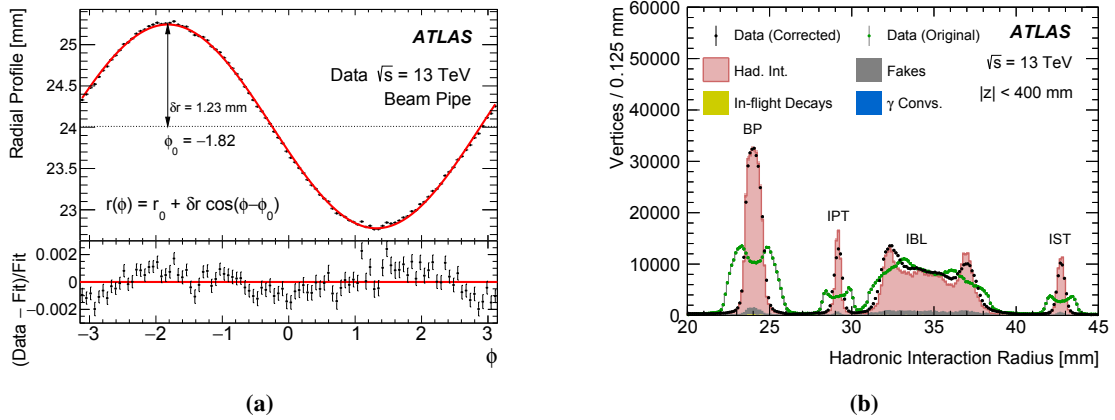 Radial Profile [mm]
25
24.5
24
23.5
23
ATLAS
Data √s = 13 TeV
Beam Pipe
δr = 1.23 mm
ϕ₀ = −1.82
r(ϕ) = r₀ + δr cos(ϕ−ϕ₀)
(Data − Fit)/Fit
0.002
0
−0.002
−3 −2 −1 0 1 2 3
ϕ
(a)
Vertices / 0.125 mm
60000
50000
40000
30000
20000
10000
0
Data (Corrected)
Data (Original)
Had. Int.
Fakes
In-flight Decays
γ Convs.
ATLAS
√s = 13 TeV
|z| < 400 mm
BP
IPT
IBL
IST
20 25 30 35 40 45
Hadronic Interaction Radius [mm]
(b)